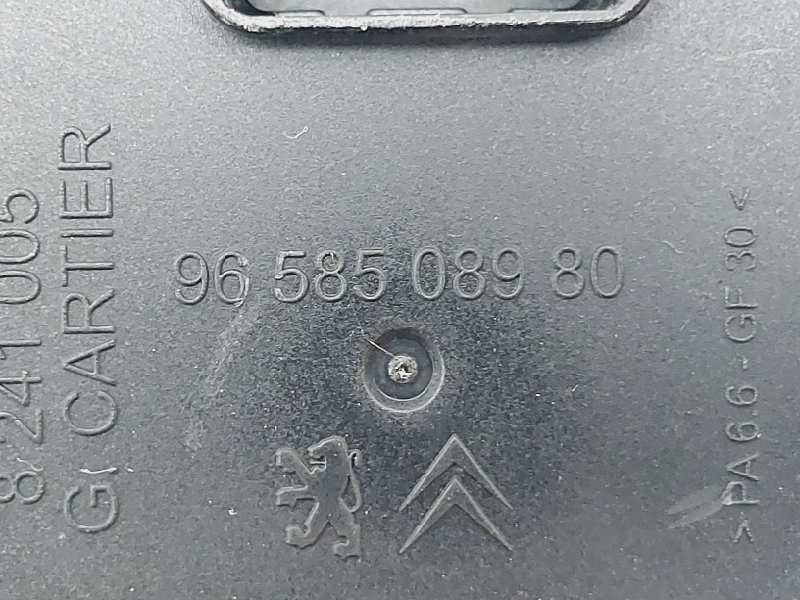 8 241 005
G. CARTIER
96 585 089 80
>PA 6.6 - GF 30<